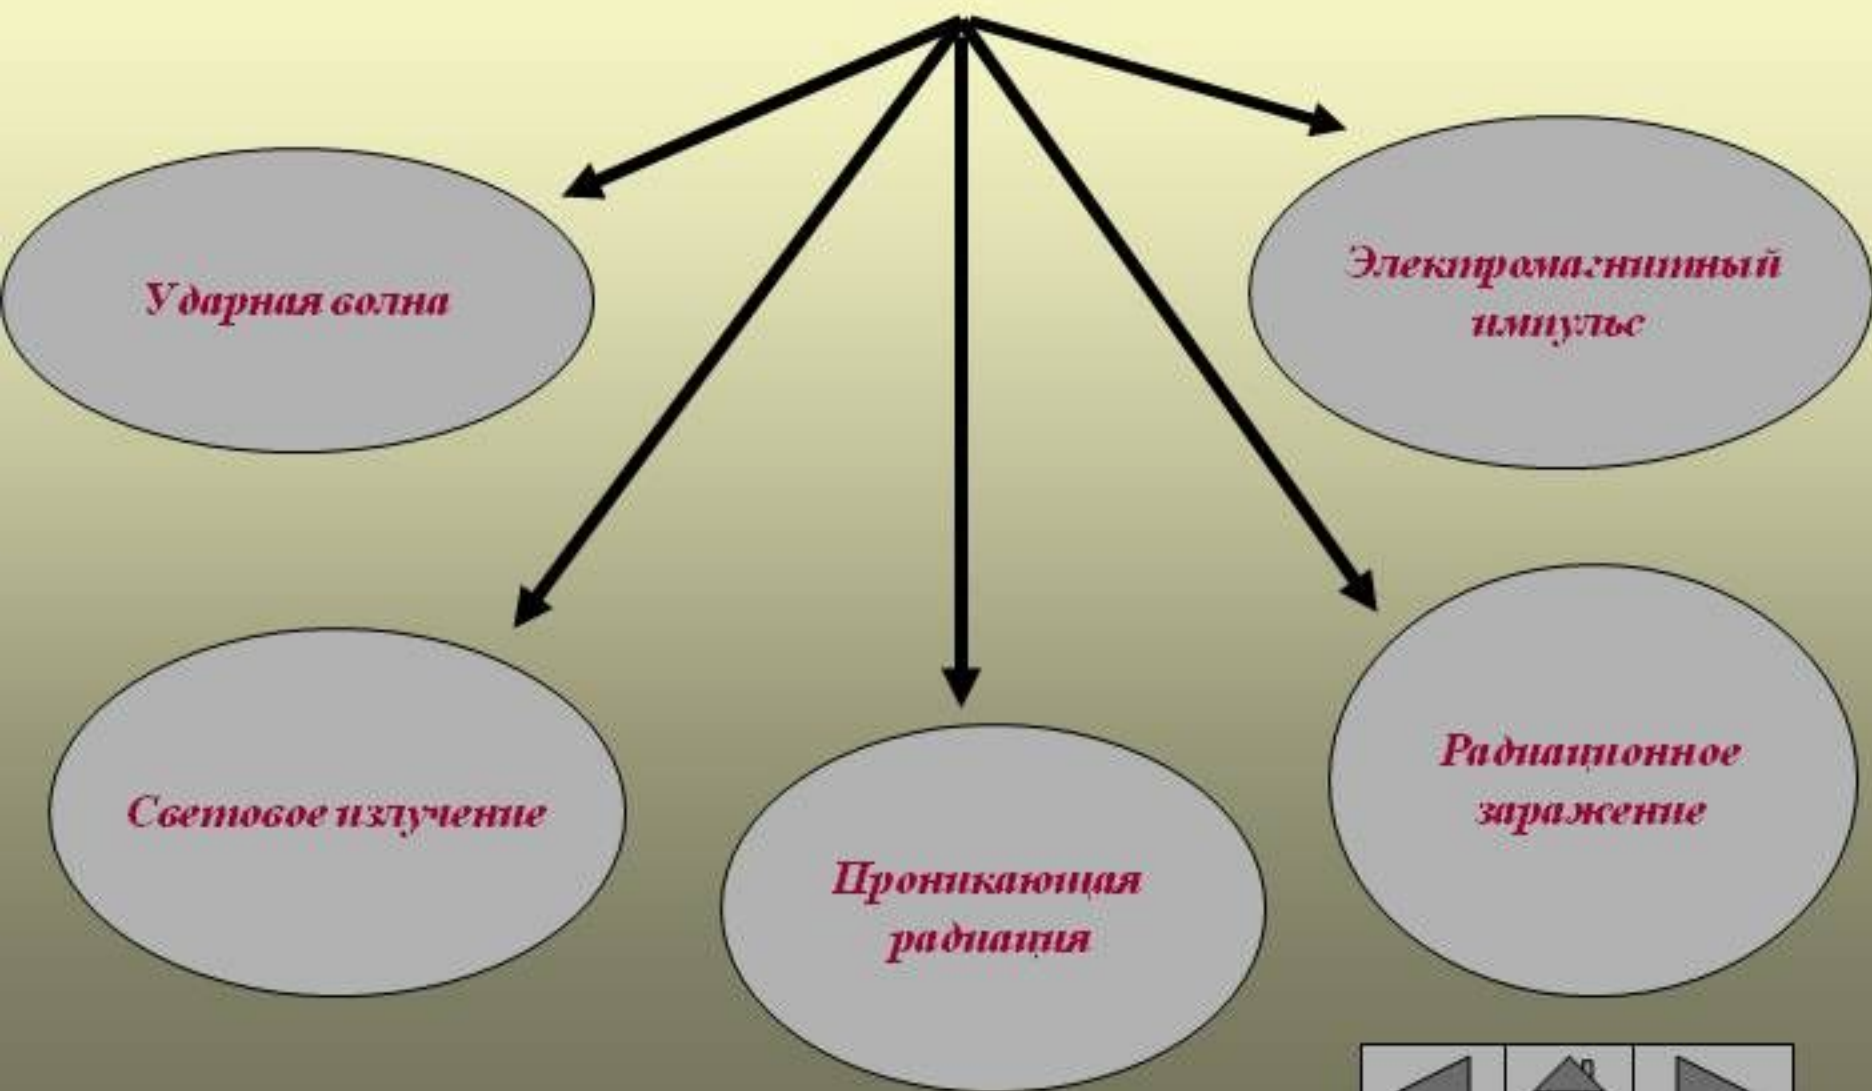 Ударная волна
Электромагнитный
импульс
Световое излучение
Проникающая
радиация
Радиационное
заражение